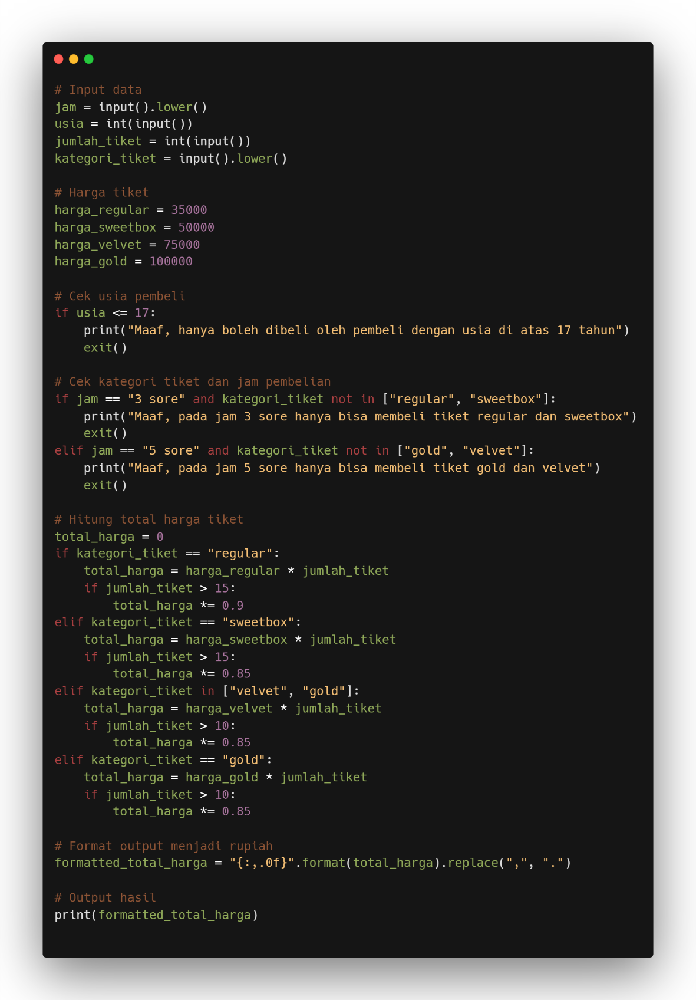 # Input data
jam = input().lower()
usia = int(input())
jumlah_tiket = int(input())
kategori_tiket = input().lower()

# Harga tiket
harga_regular = 35000
harga_sweetbox = 50000
harga_velvet = 75000
harga_gold = 100000

# Cek usia pembeli
if usia <= 17:
    print("Maaf, hanya boleh dibeli oleh pembeli dengan usia di atas 17 tahun")
    exit()

# Cek kategori tiket dan jam pembelian
if jam == "3 sore" and kategori_tiket not in ["regular", "sweetbox"]:
    print("Maaf, pada jam 3 sore hanya bisa membeli tiket regular dan sweetbox")
    exit()
elif jam == "5 sore" and kategori_tiket not in ["gold", "velvet"]:
    print("Maaf, pada jam 5 sore hanya bisa membeli tiket gold dan velvet")
    exit()

# Hitung total harga tiket
total_harga = 0
if kategori_tiket == "regular":
    total_harga = harga_regular * jumlah_tiket
    if jumlah_tiket > 15:
        total_harga *= 0.9
elif kategori_tiket == "sweetbox":
    total_harga = harga_sweetbox * jumlah_tiket
    if jumlah_tiket > 15:
        total_harga *= 0.85
elif kategori_tiket in ["velvet", "gold"]:
    total_harga = harga_velvet * jumlah_tiket
    if jumlah_tiket > 10:
        total_harga *= 0.85
elif kategori_tiket == "gold":
    total_harga = harga_gold * jumlah_tiket
    if jumlah_tiket > 10:
        total_harga *= 0.85

# Format output menjadi rupiah
formatted_total_harga = "{:,.0f}".format(total_harga).replace(",", ".")

# Output hasil
print(formatted_total_harga)